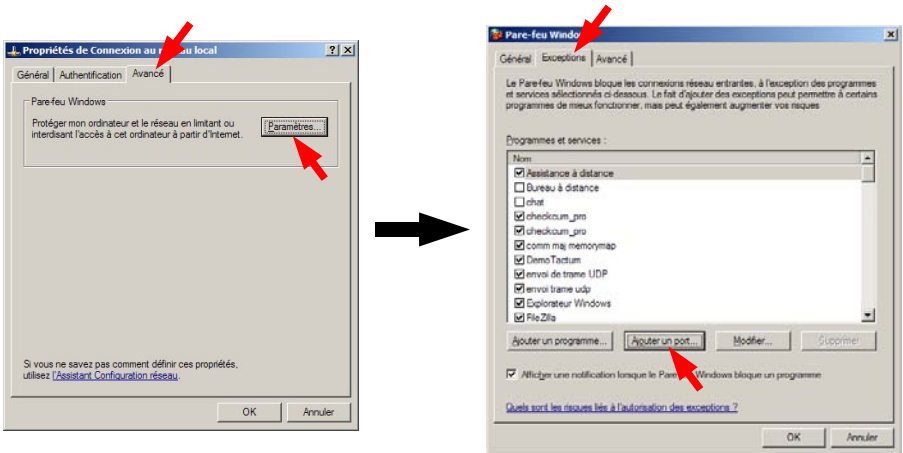 Propriétés de Connexion au réseau local
Général Authentification Avancé
Pare-feu Windows
Protéger mon ordinateur et le réseau en limitant ou
interdisant l'accès à cet ordinateur à partir d'Internet.
Paramètres...
Si vous ne savez pas comment définir ces propriétés,
utilisez l'Assistant Configuration réseau.
OK Annuler
Pare-feu Windows
Général Exceptions Avancé
Le Pare-feu Windows bloque les connexions réseau entrantes, à l'exception des programmes
et services sélectionnés ci-dessous. Le fait d'ajouter des exceptions peut permettre à certains
programmes de mieux fonctionner, mais peut également augmenter vos risques
Programmes et services :
Nom
Assistance à distance
Bureau à distance
chat
checkcum_pro
checkcum_pro
comm maj memorymap
DemoTactum
envoi de trame UDP
envoi trame udp
Explorateur Windows
FileZilla
Ajouter un programme... Ajouter un port... Modifier... Supprimer
Afficher une notification lorsque le Pare-feu Windows bloque un programme
Quels sont les risques liés à l'autorisation des exceptions ?
OK Annuler